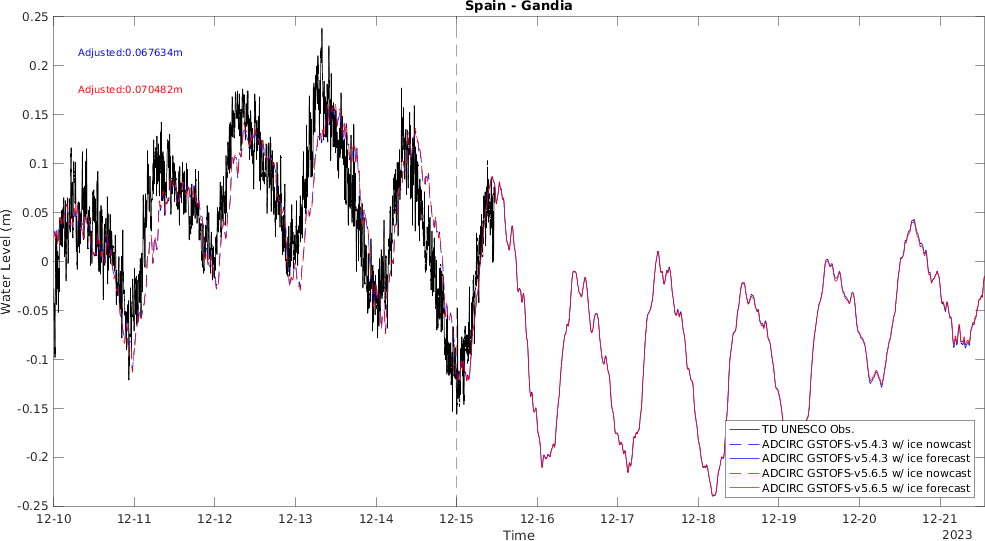 Spain - Gandia
0.25
0.2
0.15
0.1
0.05
0
-0.05
-0.1
-0.15
-0.2
-0.25
Water Level (m)
Adjusted:0.067634m
Adjusted:0.070482m
TD UNESCO Obs.
ADCIRC GSTOFS-v5.4.3 w/ ice nowcast
ADCIRC GSTOFS-v5.4.3 w/ ice forecast
ADCIRC GSTOFS-v5.6.5 w/ ice nowcast
ADCIRC GSTOFS-v5.6.5 w/ ice forecast
12-10 12-11 12-12 12-13 12-14 12-15 12-16 12-17 12-18 12-19 12-20 12-21
Time
2023